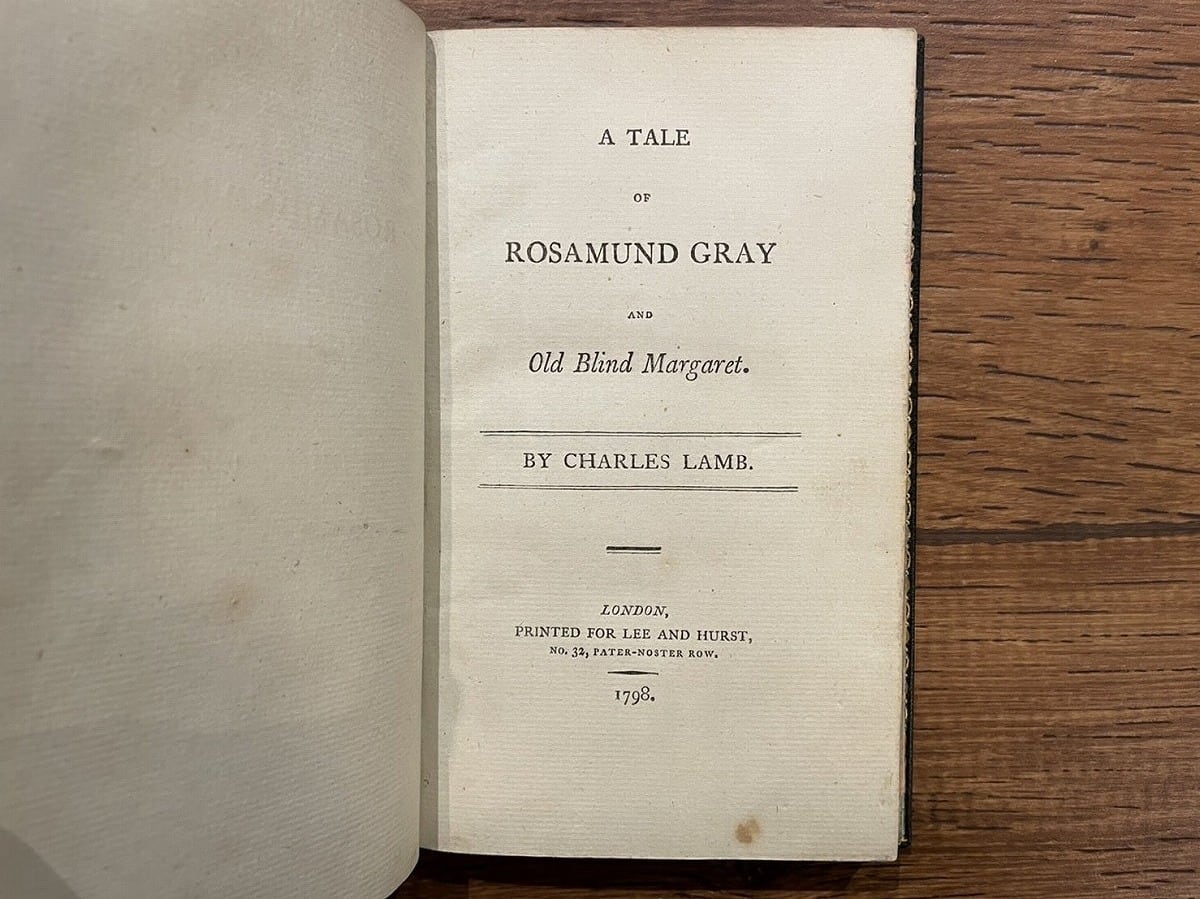 A TALE
OF
ROSAMUND GRAY
AND
Old Blind Margaret.
BY CHARLES LAMB.
LONDON,
PRINTED FOR LEE AND HURST,
NO. 32, PATER-NOSTER ROW.
1798.